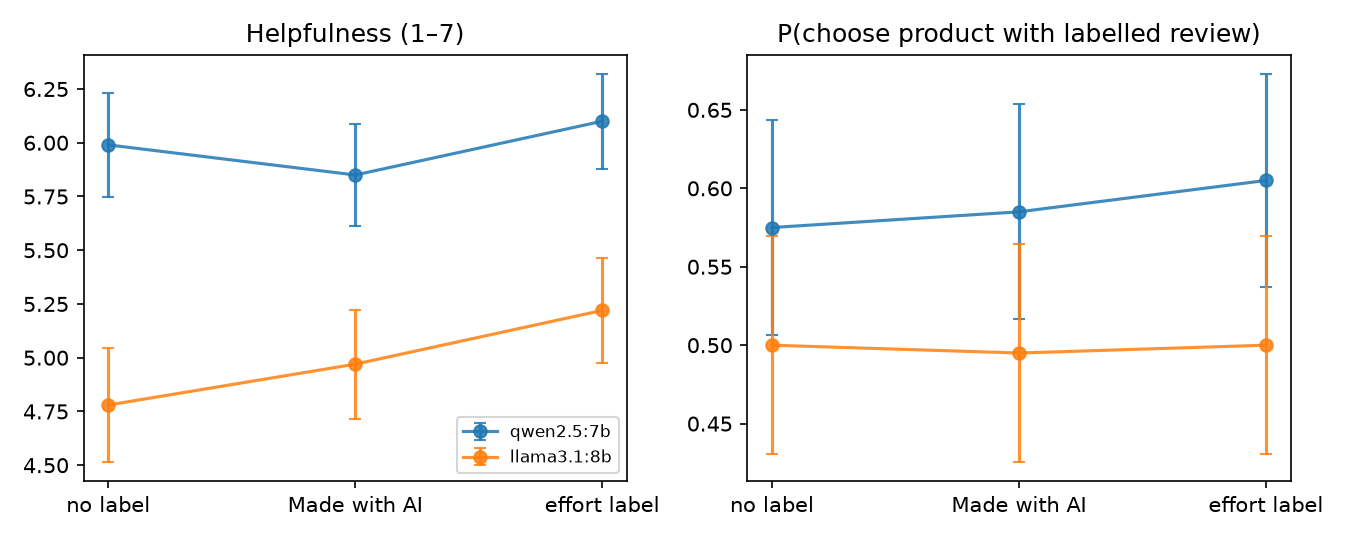 Helpfulness (1–7)
6.25
6.00
5.75
5.50
5.25
5.00
4.75
4.50
no label
Made with AI
effort label
qwen2.5:7b
llama3.1:8b
P(choose product with labelled review)
0.65
0.60
0.55
0.50
0.45
no label
Made with AI
effort label